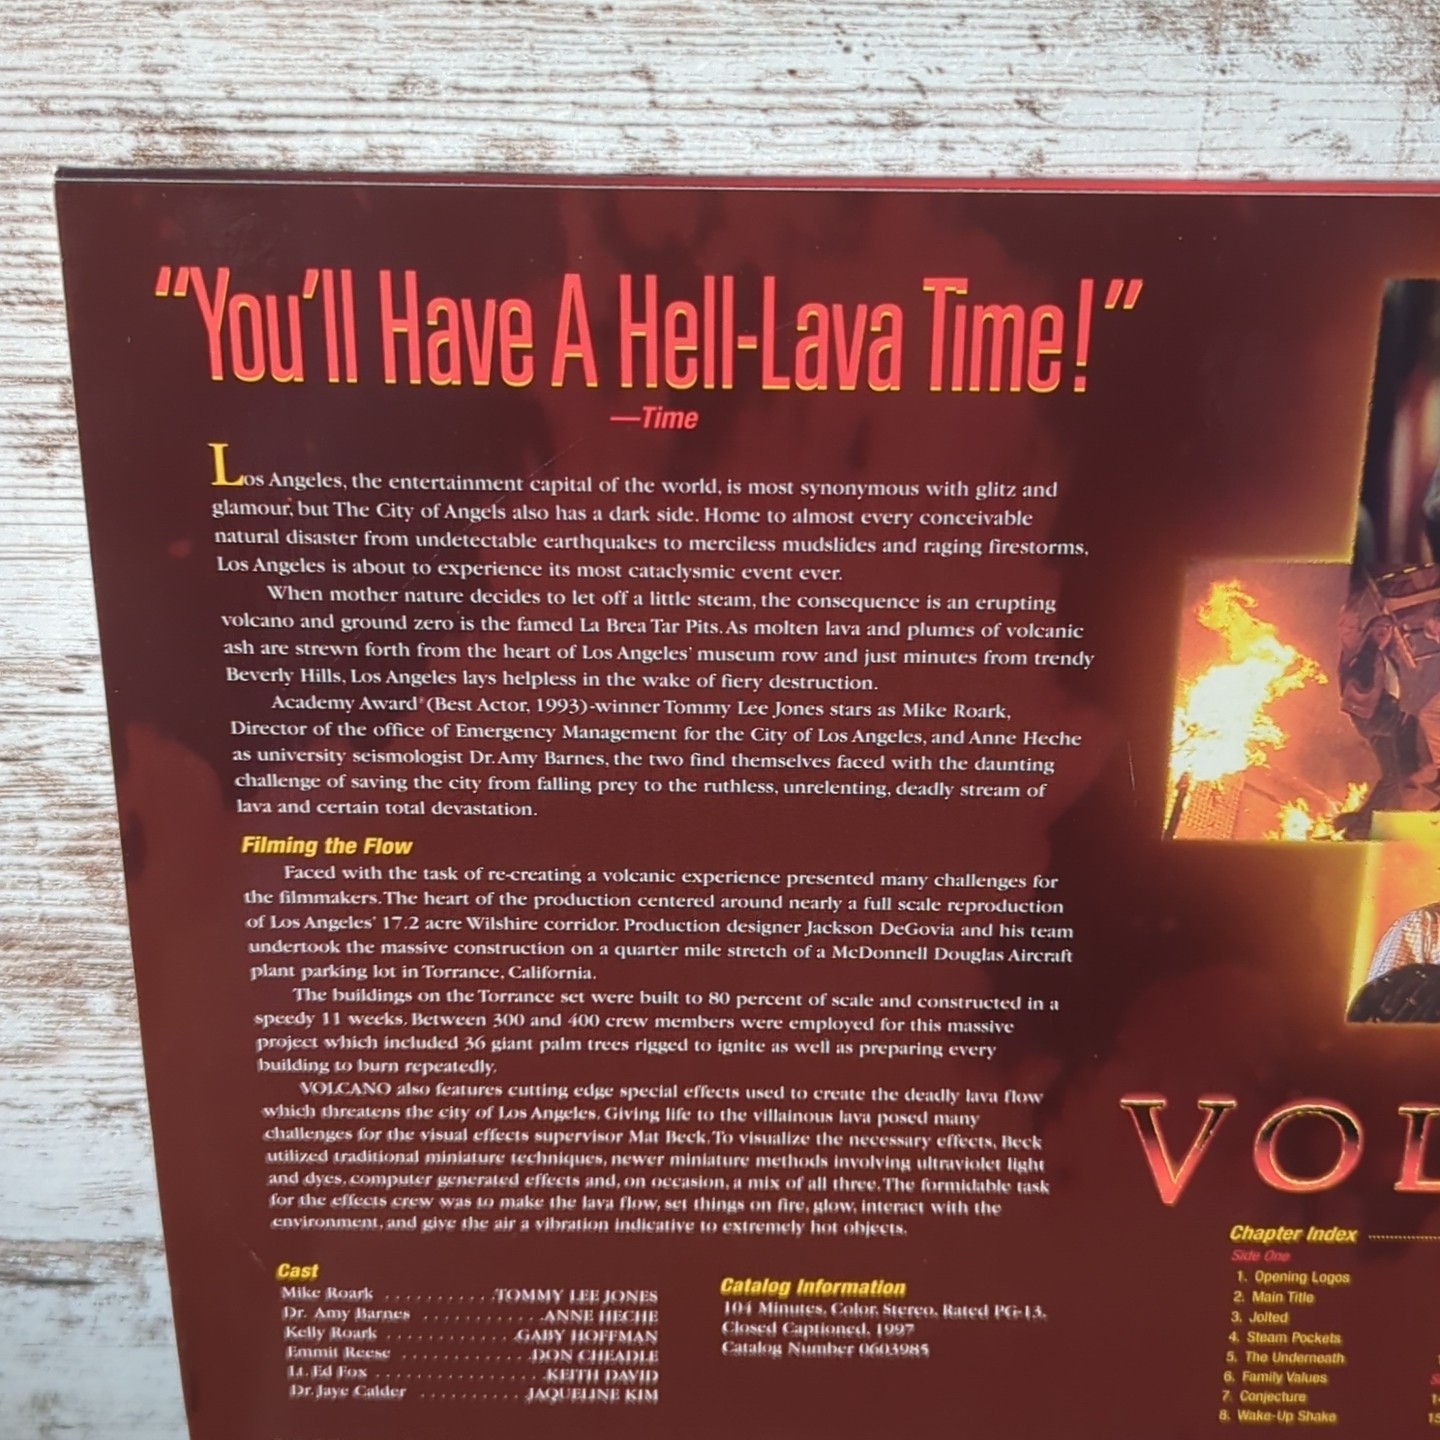 “You’ll Have A Hell-Lava Time!”
—Time
Los Angeles, the entertainment capital of the world, is most synonymous with glitz and
glamour, but The City of Angels also has a dark side. Home to almost every conceivable
natural disaster from undetectable earthquakes to merciless mudslides and raging firestorms,
Los Angeles is about to experience its most cataclysmic event ever.
When mother nature decides to let off a little steam, the consequence is an erupting
volcano and ground zero is the famed La Brea Tar Pits. As molten lava and plumes of volcanic
ash are strewn forth from the heart of Los Angeles’ museum row and just minutes from trendy
Beverly Hills, Los Angeles lays helpless in the wake of fiery destruction.
Academy Award® (Best Actor, 1993)-winner Tommy Lee Jones stars as Mike Roark,
Director of the office of Emergency Management for the City of Los Angeles, and Anne Heche
as university seismologist Dr. Amy Barnes, the two find themselves faced with the daunting
challenge of saving the city from falling prey to the ruthless, unrelenting, deadly stream of
lava and certain total devastation.
Filming the Flow
Faced with the task of re-creating a volcanic experience presented many challenges for
the filmmakers. The heart of the production centered around nearly a full scale reproduction
of Los Angeles’ 17.2 acre Wilshire corridor. Production designer Jackson DeGovia and his team
undertook the massive construction on a quarter mile stretch of a McDonnell Douglas Aircraft
plant parking lot in Torrance, California.
The buildings on the Torrance set were built to 80 percent of scale and constructed in a
speedy 11 weeks. Between 300 and 400 crew members were employed for this massive
project which included 36 giant palm trees rigged to ignite as well as preparing every
building to burn repeatedly.
VOLCANO also features cutting edge special effects used to create the deadly lava flow
which threatens the city of Los Angeles. Giving life to the villainous lava posed many
challenges for the visual effects supervisor Mat Beck. To visualize the necessary effects, Beck
utilized traditional miniature techniques, newer miniature methods involving ultraviolet light
and dyes, computer generated effects and, on occasion, a mix of all three. The formidable task
for the effects crew was to make the lava flow, set things on fire, glow, interact with the
environment, and give the air a vibration indicative to extremely hot objects.
Cast
Mike Roark ........... TOMMY LEE JONES
Dr. Amy Barnes ............ ANNE HECHE
Kelly Roark ............ GABY HOFFMAN
Emmit Reese ............ DON CHEADLE
Lt. Ed Fox ................ KEITH DAVID
Dr. Jaye Calder .......... JAQUELINE KIM
Catalog Information
104 Minutes, Color, Stereo, Rated PG-13,
Closed Captioned, 1997
Catalog Number 0603985
VOL
Chapter Index
Side One
1. Opening Logos
2. Main Title
3. Jolted
4. Steam Pockets
5. The Underneath
6. Family Values
7. Conjecture
8. Wake-Up Shake